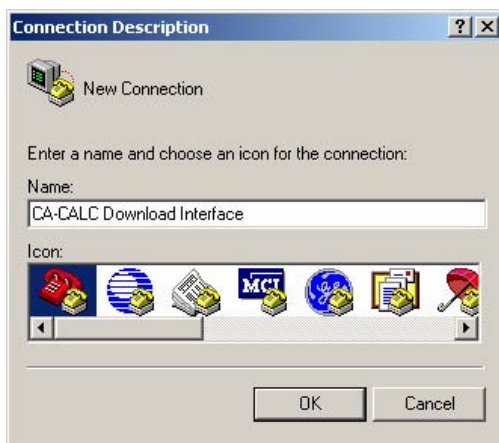 Connection Description
New Connection
Enter a name and choose an icon for the connection:
Name:
CA-CALC Download Interface
Icon:
MCI
OK
Cancel